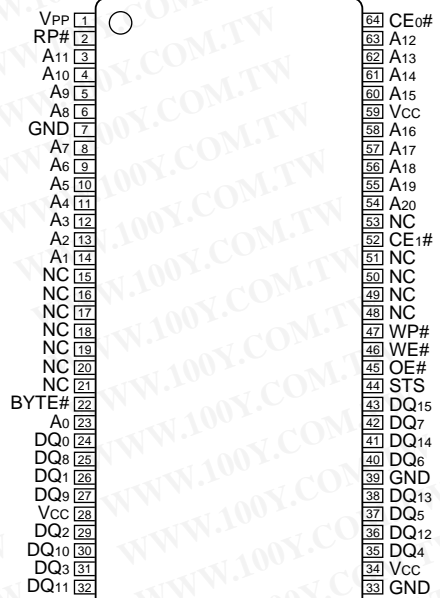 VPP 1
RP# 2
A11 3
A10 4
A9 5
A8 6
GND 7
A7 8
A6 9
A5 10
A4 11
A3 12
A2 13
A1 14
NC 15
NC 16
NC 17
NC 18
NC 19
NC 20
NC 21
BYTE# 22
A0 23
DQ0 24
DQ8 25
DQ1 26
DQ9 27
VCC 28
DQ2 29
DQ10 30
DQ3 31
DQ11 32
64 CE0#
63 A12
62 A13
61 A14
60 A15
59 VCC
58 A16
57 A17
56 A18
55 A19
54 A20
53 NC
52 CE1#
51 NC
50 NC
49 NC
48 NC
47 WP#
46 WE#
45 OE#
44 STS
43 DQ15
42 DQ7
41 DQ14
40 DQ6
39 GND
38 DQ13
37 DQ5
36 DQ12
35 DQ4
34 VCC
33 GND
WWW.100Y.COM.TW